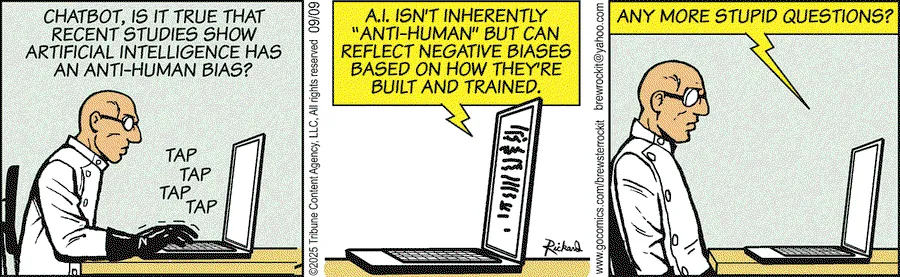 CHATBOT, IS IT TRUE THAT
RECENT STUDIES SHOW
ARTIFICIAL INTELLIGENCE HAS
AN ANTI-HUMAN BIAS?
TAP
TAP
TAP
TAP
©2025 Tribune Content Agency, LLC, All rights reserved 09/09
A.I. ISN'T INHERENTLY
"ANTI-HUMAN" BUT CAN
REFLECT NEGATIVE BIASES
BASED ON HOW THEY'RE
BUILT AND TRAINED.
Richard
www.gocomics.com/brewsterrockit brewrockit@yahoo.com
ANY MORE STUPID QUESTIONS?